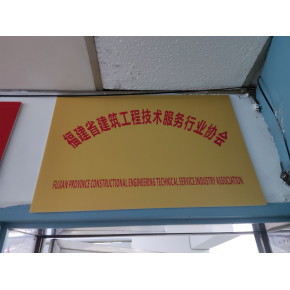 福建省建筑工程技术服务行业协会
FUJIAN PROVINCE CONSTRUCTIONAL ENGINEERING TECHNICAL SERVICE INDUSTRY ASSOCIATION